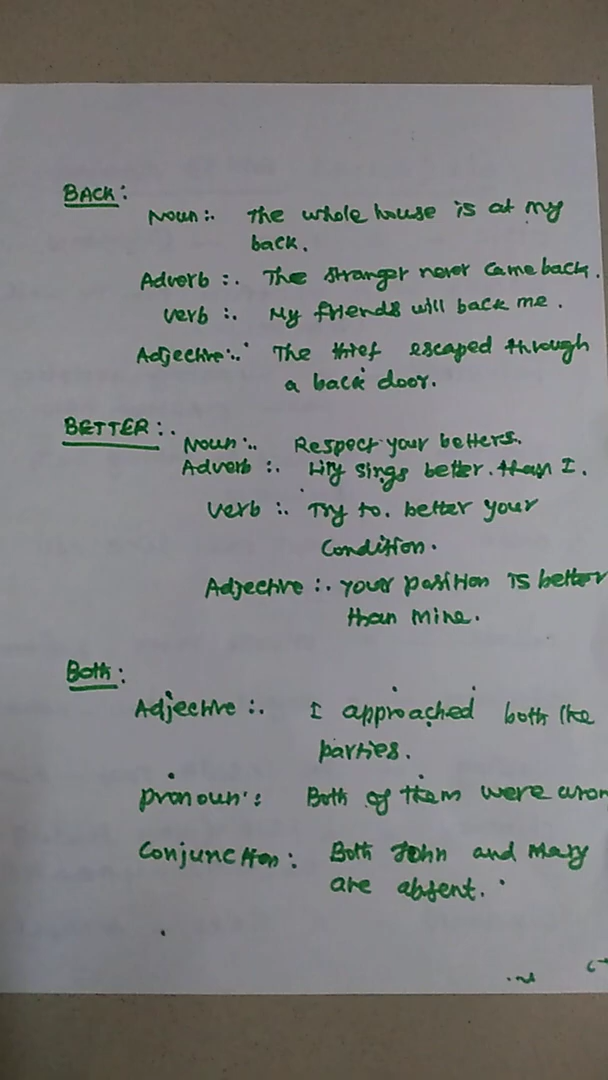 BACK:
Noun:. The whole house is at my
back.
Adverb :. The stranger never came back.
Verb :. My friends will back me.
Adjective:. The thief escaped through
a back door.
BETTER:.
Noun:.. Respect your betters.
Adverb :. Lily sings better than I.
Verb :. Try to. better your
Condition.
Adjective :. your position is better
than mine.
Both:
Adjective :. I approached both the
parties.
Pronoun: Both of them were
Conjunction: Both John and Mary
are absent.